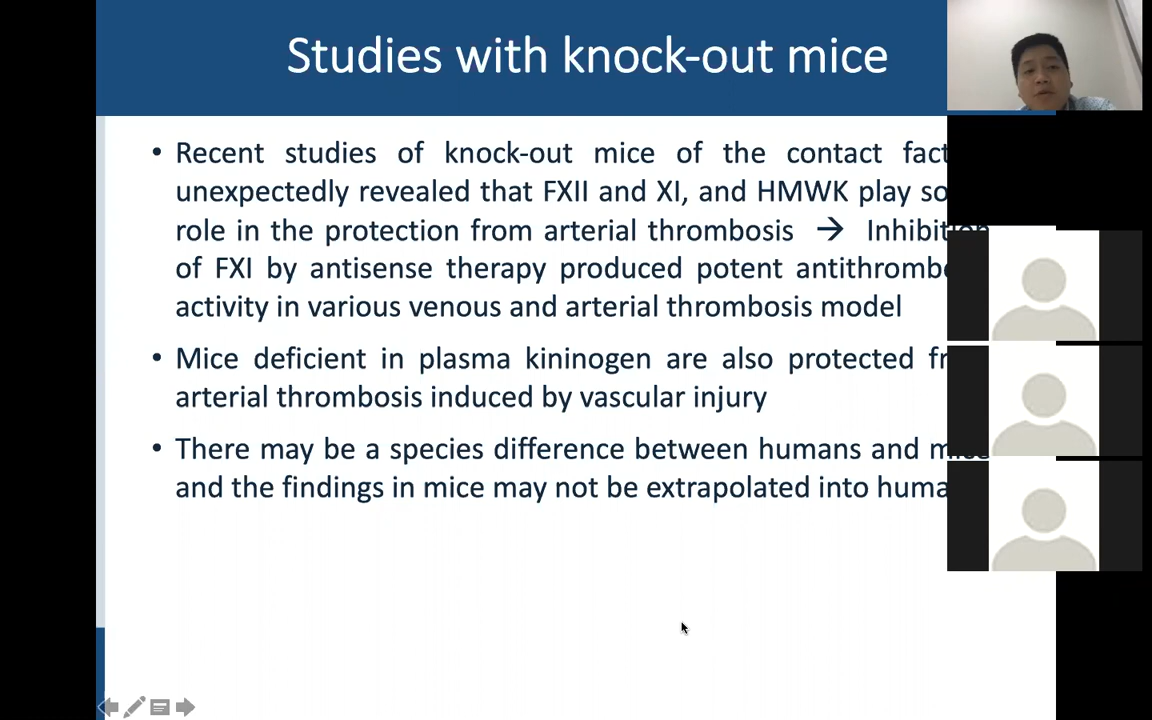 Studies with knock-out mice
• Recent studies of knock-out mice of the contact fact
unexpectedly revealed that FXII and XI, and HMWK play so
role in the protection from arterial thrombosis → Inhibition
of FXI by antisense therapy produced potent antithrombo
activity in various venous and arterial thrombosis model
• Mice deficient in plasma kininogen are also protected fr
arterial thrombosis induced by vascular injury
• There may be a species difference between humans and mice
and the findings in mice may not be extrapolated into huma